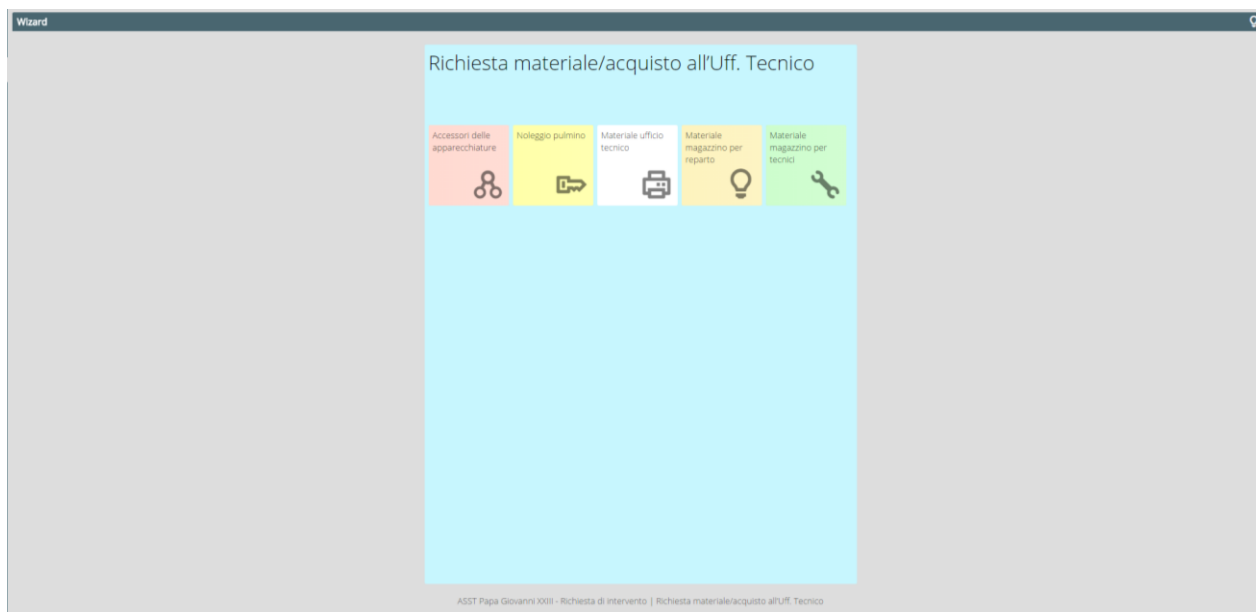 Wizard
Richiesta materiale/acquisto all'Uff. Tecnico
Accessori delle
apparecchiature
Noleggio pulmino
Materiale ufficio
tecnico
Materiale
magazzino per
reparto
Materiale
magazzino per
tecnici
ASST Papa Giovanni XXIII - Richiesta di intervento | Richiesta materiale/acquisto all'Uff. Tecnico